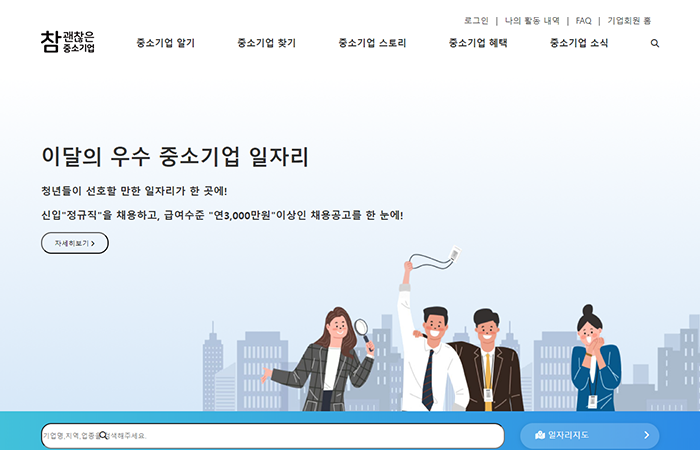 로그인 | 나의 활동 내역 | FAQ | 기업회원 홈
참 괜찮은 중소기업
중소기업 알기 중소기업 찾기 중소기업 스토리 중소기업 혜택 중소기업 소식
이달의 우수 중소기업 일자리
청년들이 선호할 만한 일자리가 한 곳에!
신입"정규직"을 채용하고, 급여수준 "연3,000만원"이상인 채용공고를 한 눈에!
자세히보기
기업명,지역,업종을 검색해주세요.
일자리지도